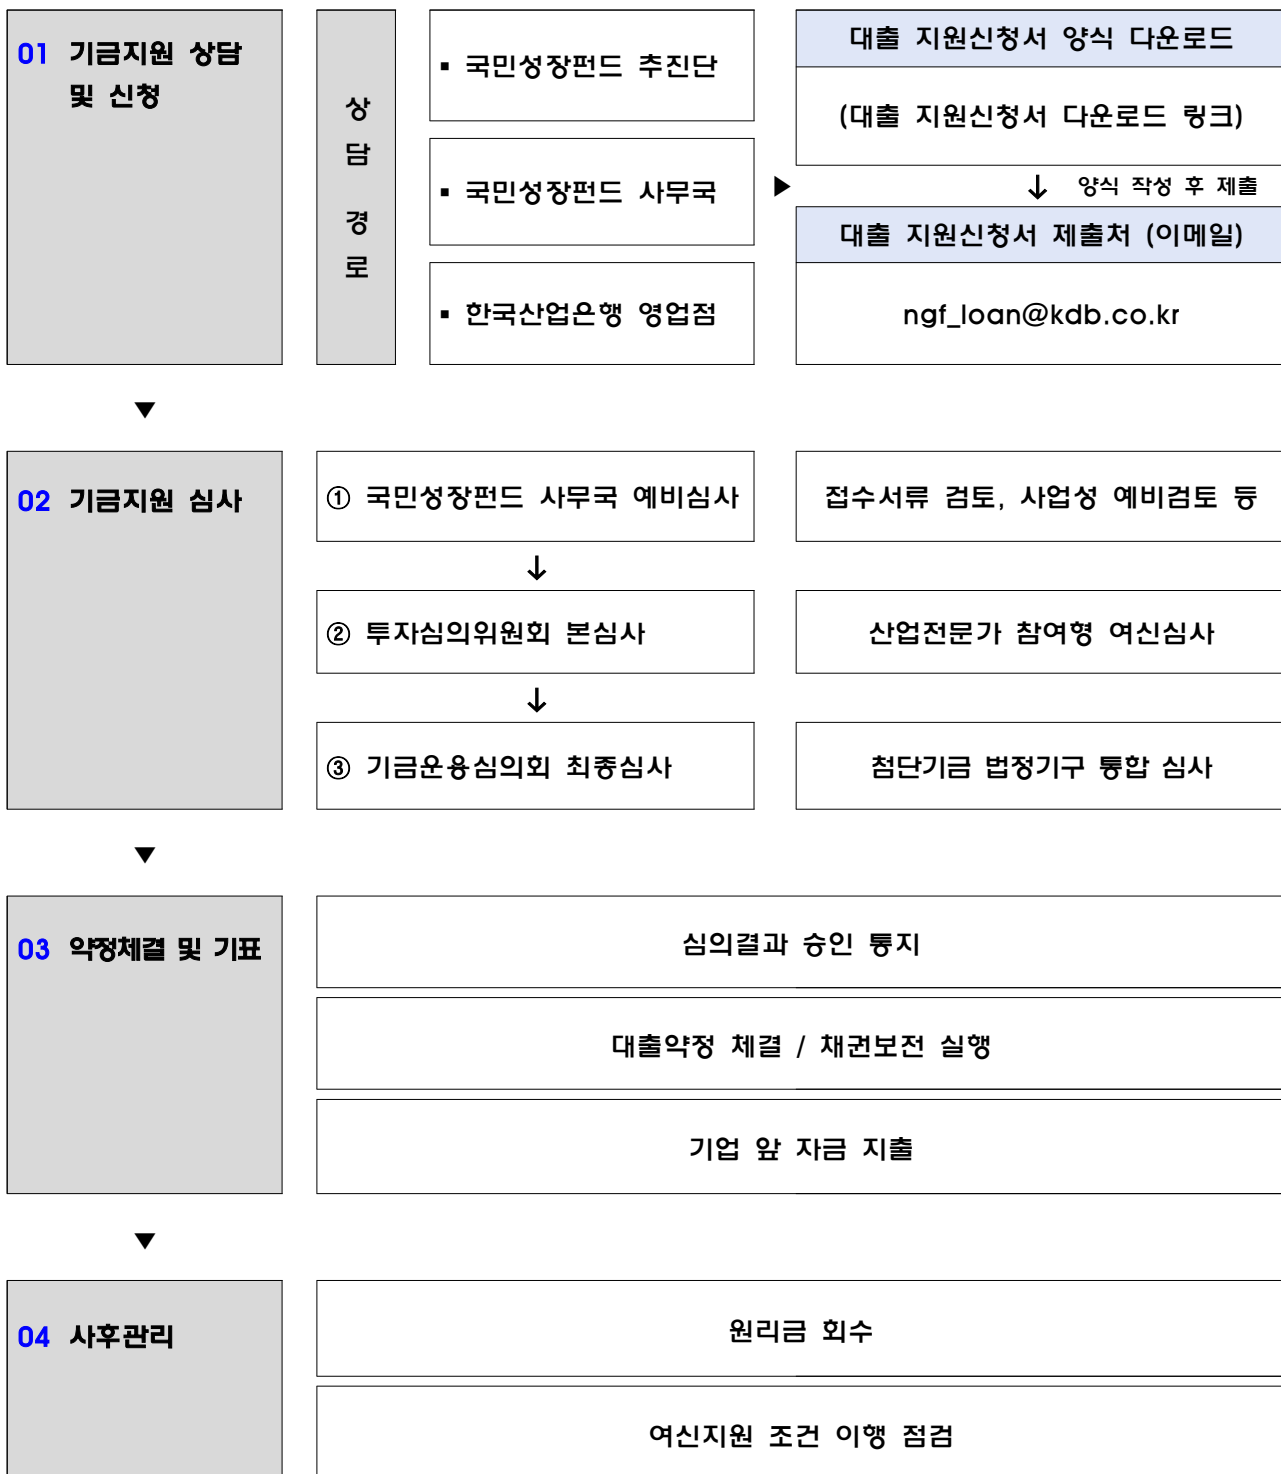 01 기금지원 상담
및 신청
상
담
경
로
▪ 국민성장펀드 추진단
▪ 국민성장펀드 사무국
▪ 한국산업은행 영업점
▶
대출 지원신청서 양식 다운로드
(대출 지원신청서 다운로드 링크)
↓ 양식 작성 후 제출
대출 지원신청서 제출처 (이메일)
ngf_loan@kdb.co.kr
▼
02 기금지원 심사
① 국민성장펀드 사무국 예비심사
접수서류 검토, 사업성 예비검토 등
↓
② 투자심의위원회 본심사
산업전문가 참여형 여신심사
↓
③ 기금운용심의회 최종심사
첨단기금 법정기구 통합 심사
▼
03 약정체결 및 기표
심의결과 승인 통지
대출약정 체결 / 채권보전 실행
기업 앞 자금 지출
▼
04 사후관리
원리금 회수
여신지원 조건 이행 점검